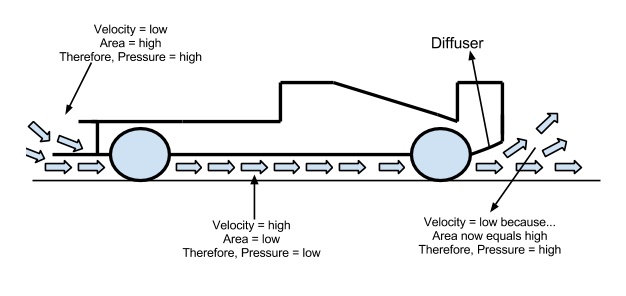 Velocity = low
Area = high
Therefore, Pressure = high
Diffuser
Velocity = high
Area = low
Therefore, Pressure = low
Velocity = low because...
Area now equals high
Therefore, Pressure = high